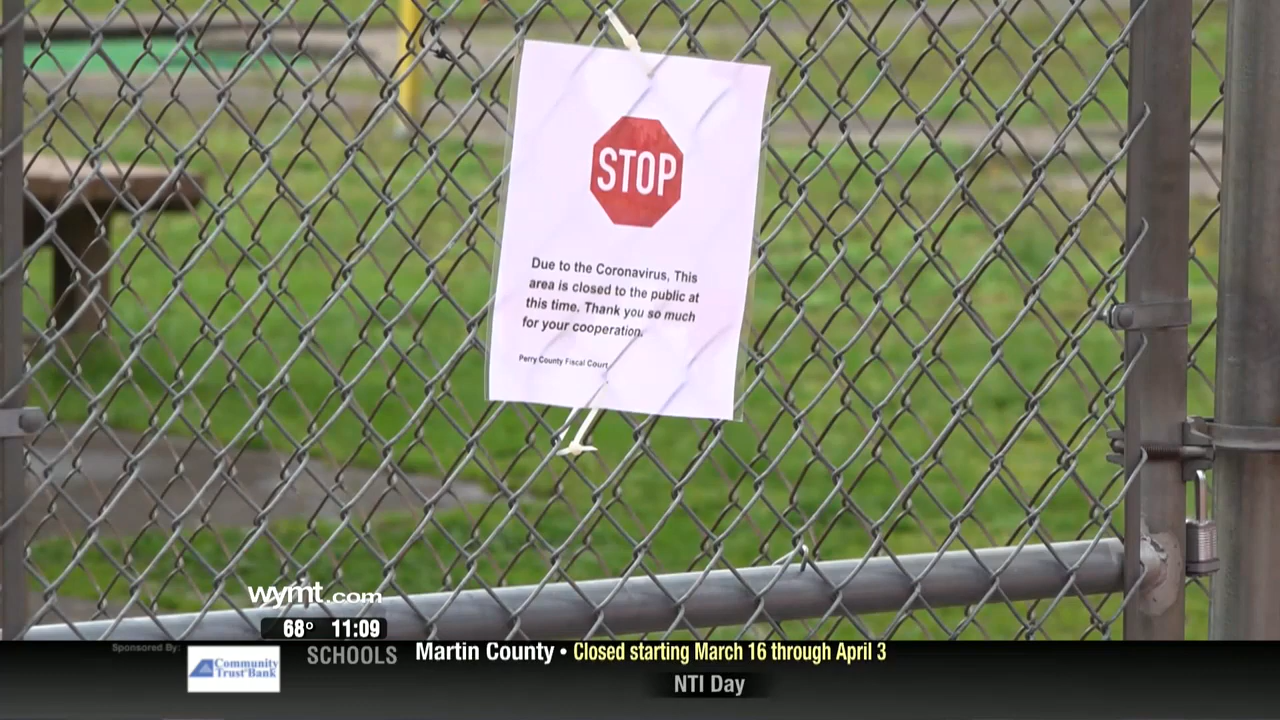 STOP
Due to the Coronavirus, This
area is closed to the public at
this time. Thank you so much
for your cooperation.
Perry County Fiscal Court
wymt.com
68° 11:09
Sponsored By:
Community
Trust Bank
SCHOOLS
Martin County • Closed starting March 16 through April 3
NTI Day